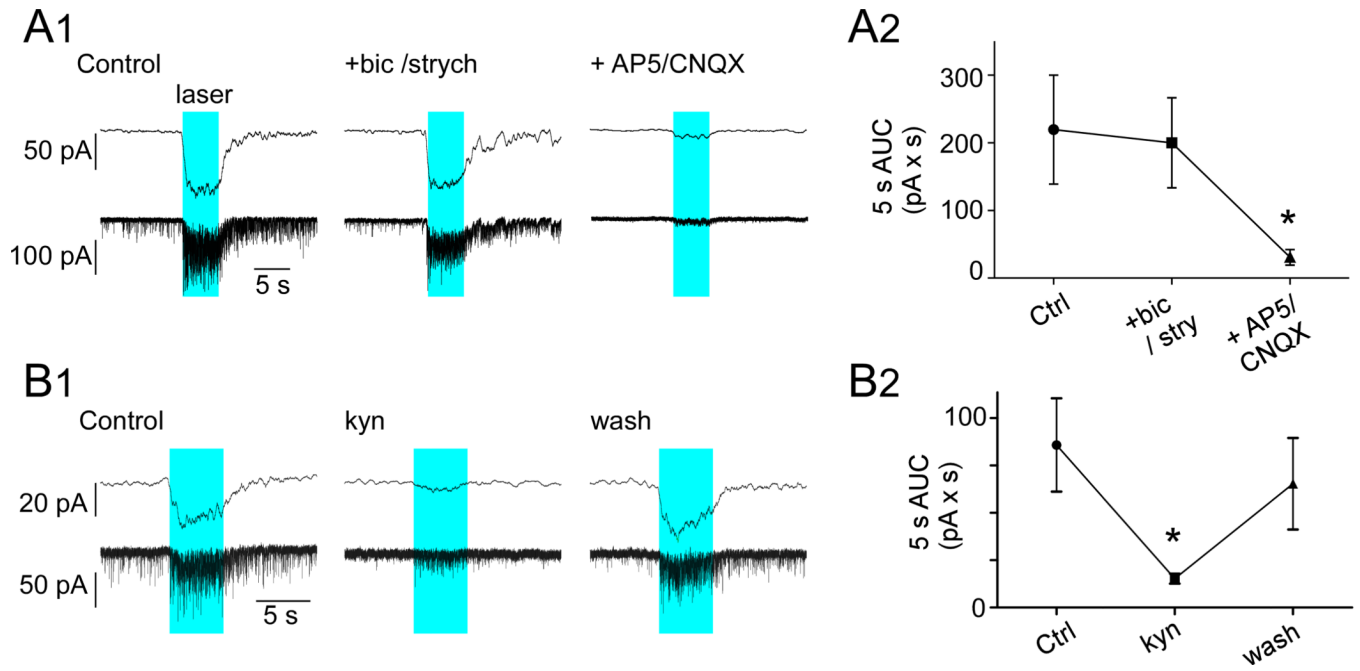 A1
Control
+bic /strych
+ AP5/CNQX
laser
50 pA
100 pA
5 s
A2
5 s AUC
(pA x s)
300
200
100
0
Ctrl
+bic
/ stry
+ AP5/
CNQX
*
B1
Control
kyn
wash
20 pA
50 pA
5 s
B2
5 s AUC
(pA x s)
100
0
Ctrl
kyn
wash
*